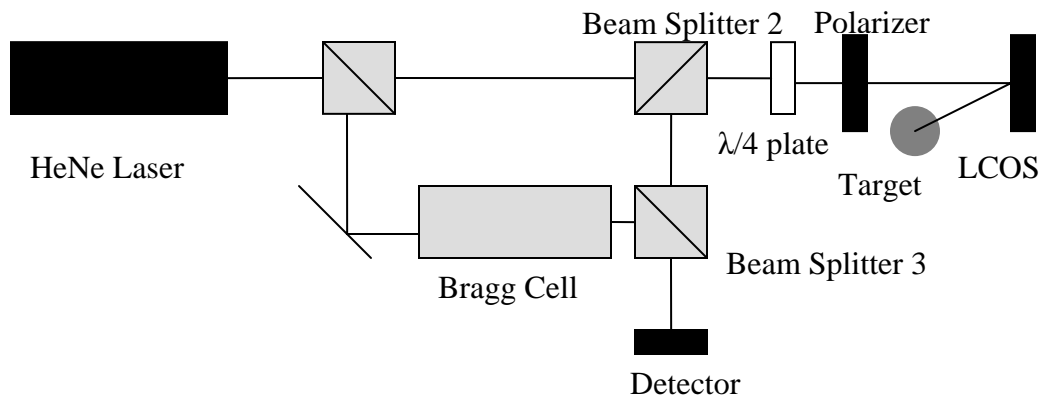 Beam Splitter 2
Polarizer
HeNe Laser
λ/4 plate
Target
LCOS
Bragg Cell
Beam Splitter 3
Detector